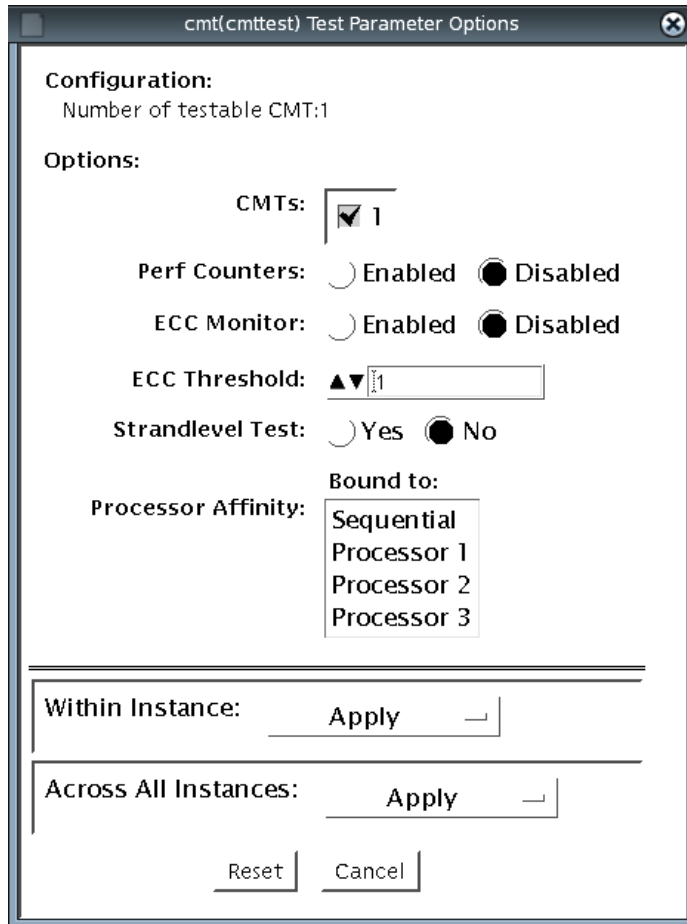 cmt(cmttest) Test Parameter Options
Configuration:
Number of testable CMT:1
Options:
CMTs: 1
Perf Counters: Enabled Disabled
ECC Monitor: Enabled Disabled
ECC Threshold: 1
Strandlevel Test: Yes No
Bound to:
Processor Affinity:
Sequential
Processor 1
Processor 2
Processor 3
Within Instance: Apply
Across All Instances: Apply
Reset Cancel